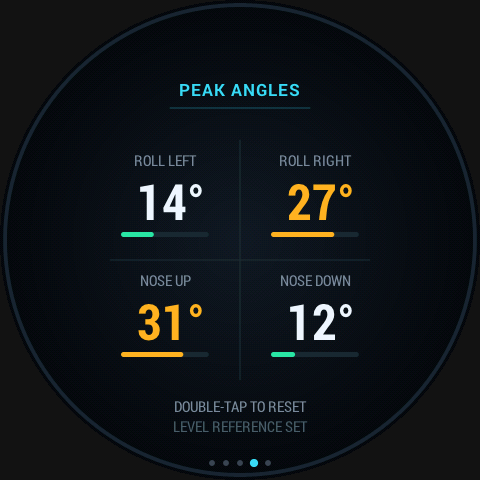 PEAK ANGLES
ROLL LEFT
14°
ROLL RIGHT
27°
NOSE UP
31°
NOSE DOWN
12°
DOUBLE-TAP TO RESET
LEVEL REFERENCE SET